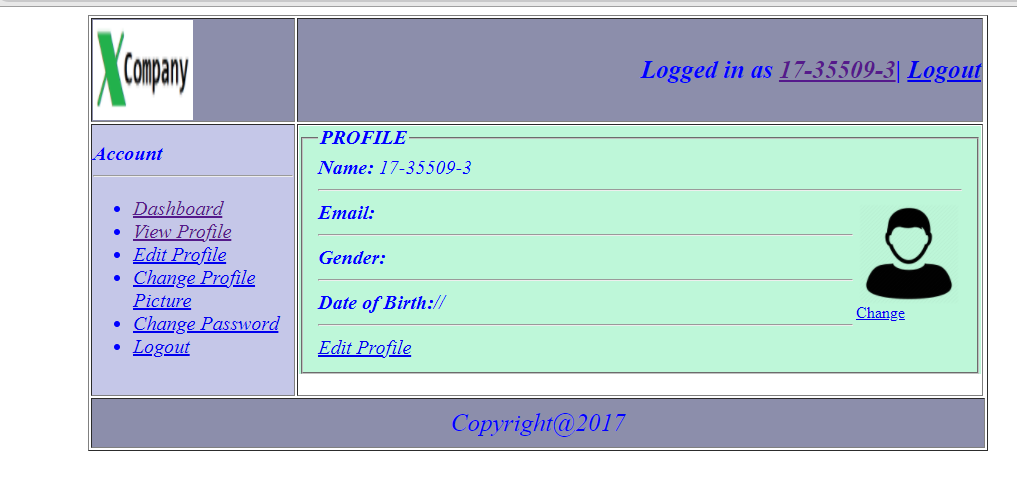 XCompany
Logged in as 17-35509-3| Logout
Account
Dashboard
View Profile
Edit Profile
Change Profile
Picture
Change Password
Logout
PROFILE
Name: 17-35509-3
Email:
Gender:
Date of Birth://
Change
Edit Profile
Copyright@2017